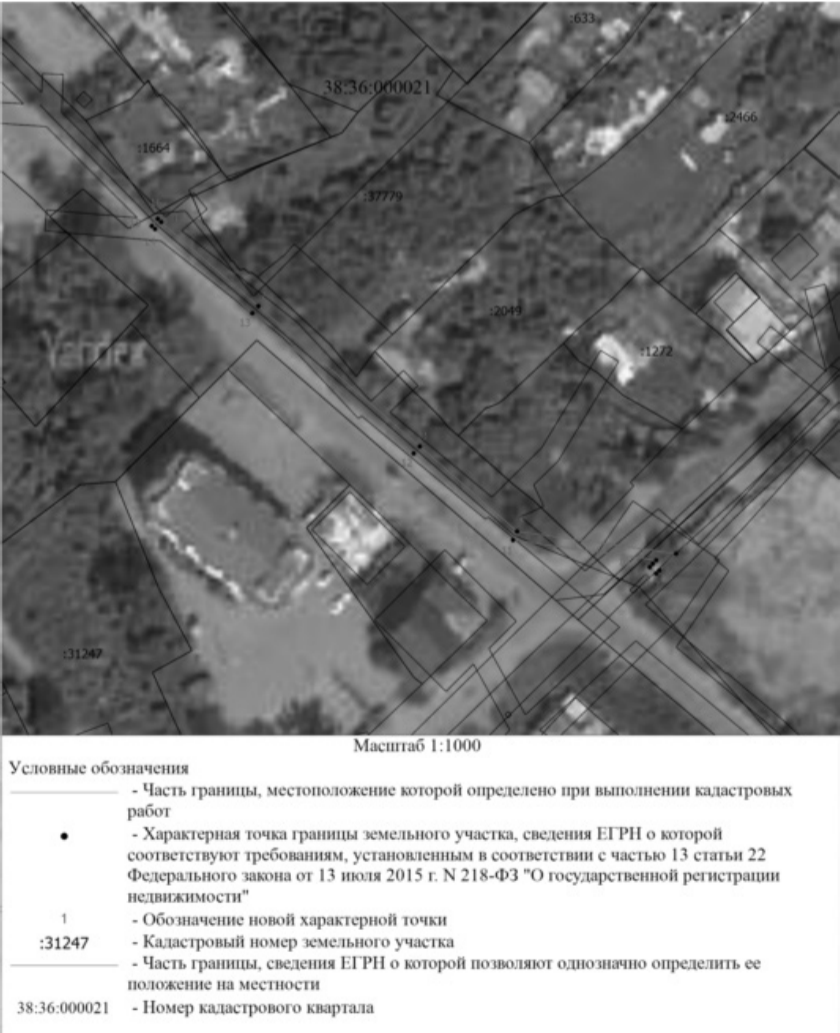 :633
38:36:000021
:2466
:1664
:37779
:2049
13
:1272
Yandex
12
11
:31247
Масштаб 1:1000
Условные обозначения
- Часть границы, местоположение которой определено при выполнении кадастровых
работ
- Характерная точка границы земельного участка, сведения ЕГРН о которой
соответствуют требованиям, установленным в соответствии с частью 13 статьи 22
Федерального закона от 13 июля 2015 г. N 218-ФЗ "О государственной регистрации
недвижимости"
1 - Обозначение новой характерной точки
:31247 - Кадастровый номер земельного участка
- Часть границы, сведения ЕГРН о которой позволяют однозначно определить ее
положение на местности
38:36:000021 - Номер кадастрового квартала